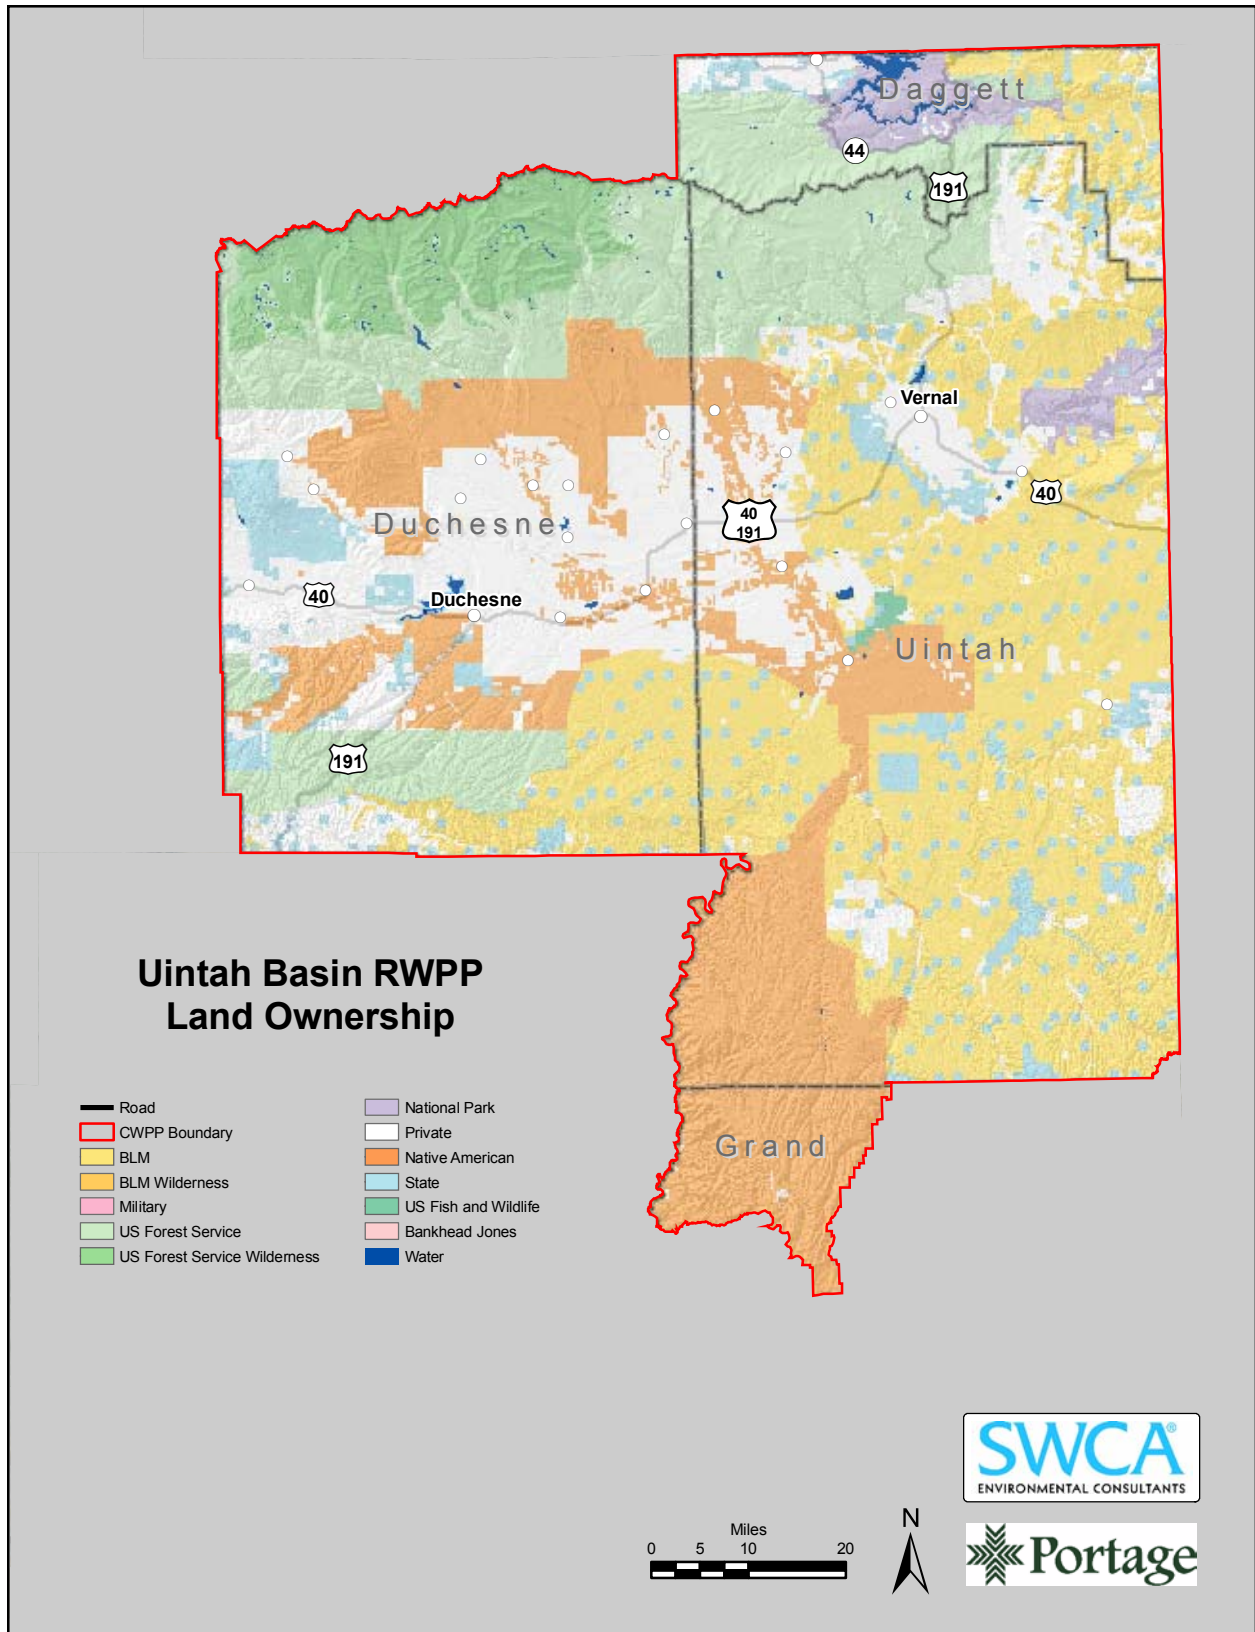 Daggett
44
191
Vernal
40
Duchesne
40
191
40
Duchesne
Uintah
191
Uintah Basin RWPP
Land Ownership
Grand
Road
CWPP Boundary
BLM
BLM Wilderness
Military
US Forest Service
US Forest Service Wilderness
National Park
Private
Native American
State
US Fish and Wildlife
Bankhead Jones
Water
SWCA®
ENVIRONMENTAL CONSULTANTS
Miles
0 5 10 20
N
Portage